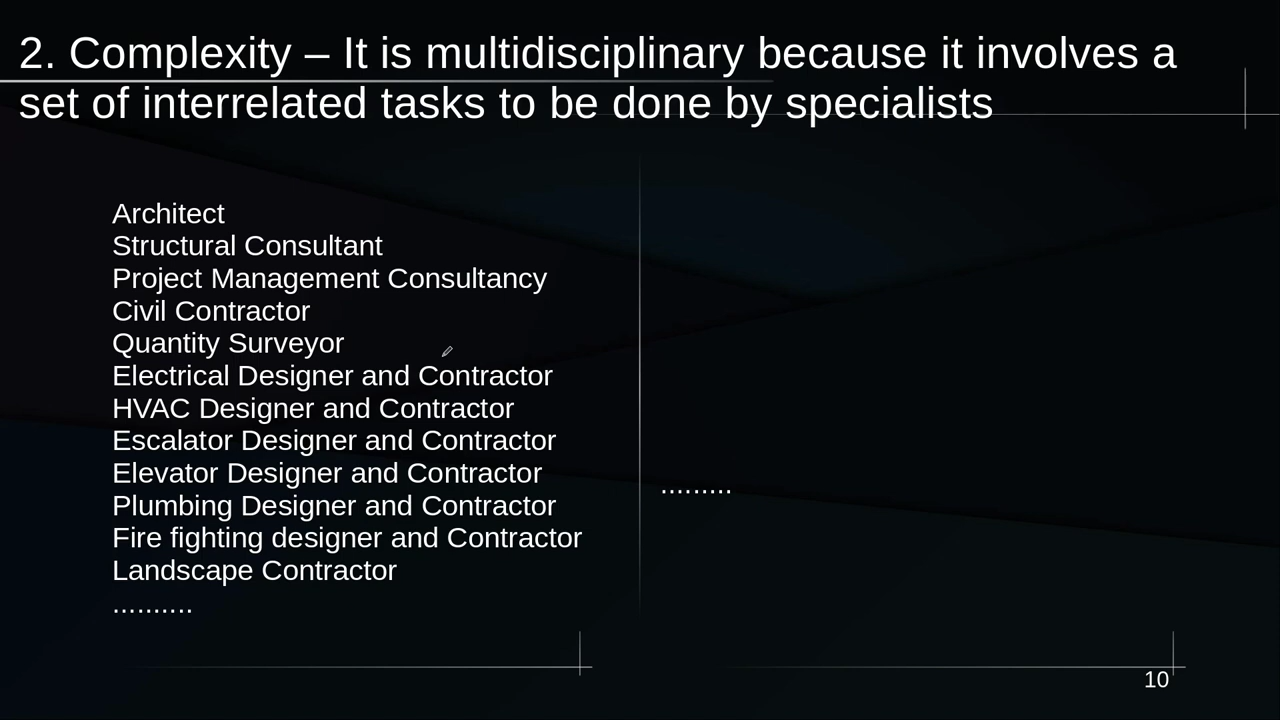 2. Complexity – It is multidisciplinary because it involves a
set of interrelated tasks to be done by specialists
Architect
Structural Consultant
Project Management Consultancy
Civil Contractor
Quantity Surveyor
Electrical Designer and Contractor
HVAC Designer and Contractor
Escalator Designer and Contractor
Elevator Designer and Contractor
Plumbing Designer and Contractor
Fire fighting designer and Contractor
Landscape Contractor
..........
.........
10